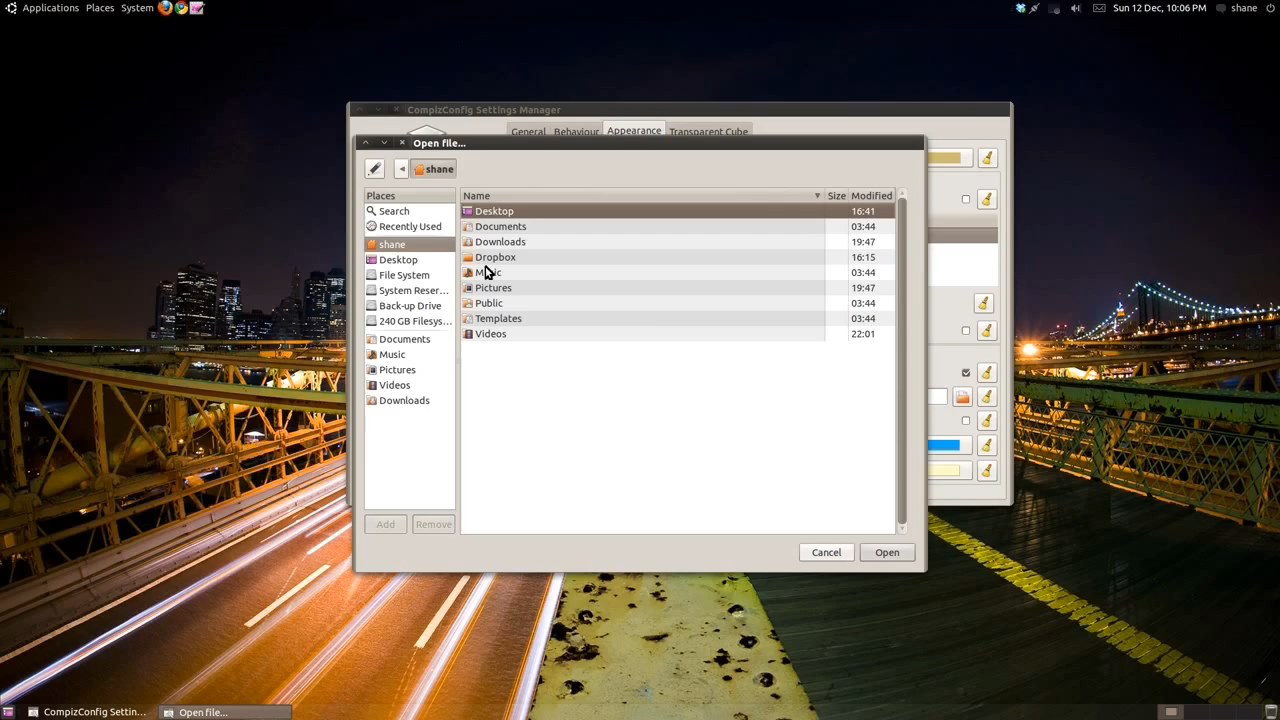 Applications Places System
Sun 12 Dec, 10:06 PM shane
CompizConfig Settings Manager
General Behaviour Appearance Transparent Cube
Open file...
shane
Places
Search
Recently Used
shane
Desktop
File System
System Reser...
Back-up Drive
240 GB Filesys...
Documents
Music
Pictures
Videos
Downloads
Name Size Modified
Desktop 16:41
Documents 03:44
Downloads 19:47
Dropbox 16:15
03:44
Pictures 19:47
Public 03:44
Templates 03:44
Videos 22:01
Add Remove
Cancel Open
CompizConfig Settin...
Open file...